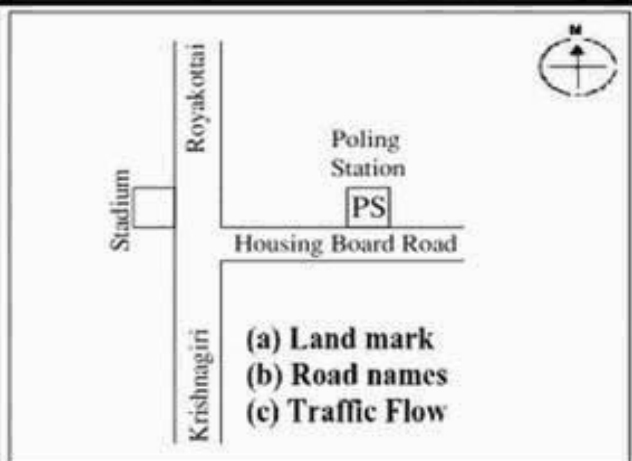 N
Royakottai
Poling
Station
PS
Stadium
Housing Board Road
Krishnagiri
(a) Land mark
(b) Road names
(c) Traffic Flow